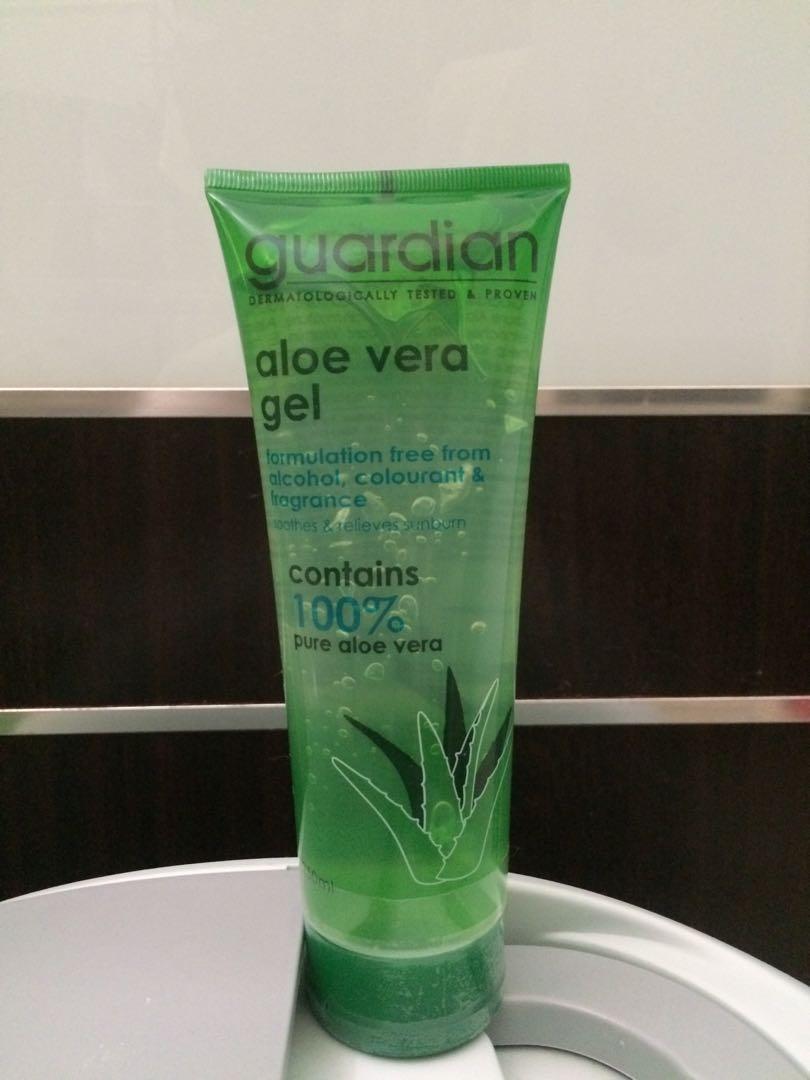 guardian
DERMATOLOGICALLY TESTED & PROVEN
aloe vera
gel
formulation free from
alcohol, colourant &
fragrance
soothes & relieves sunburn
contains
100%
pure aloe vera